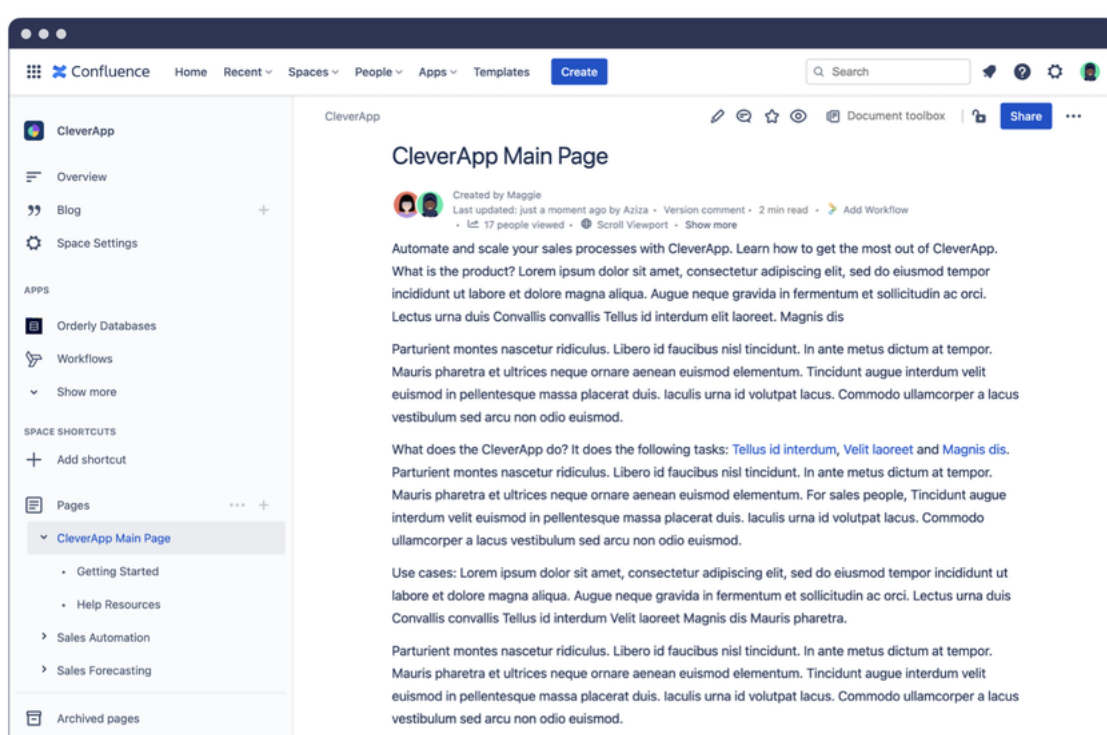 Confluence Home Recent Spaces People Apps Templates Create Search
CleverApp
Overview
Blog
Space Settings
APPS
Orderly Databases
Workflows
Show more
SPACE SHORTCUTS
Add shortcut
Pages
CleverApp Main Page
Getting Started
Help Resources
Sales Automation
Sales Forecasting
Archived pages
CleverApp Document toolbox Share
CleverApp Main Page
Created by Maggie
Last updated: just a moment ago by Aziza • Version comment • 2 min read • Add Workflow
• 17 people viewed • Scroll Viewport • Show more
Automate and scale your sales processes with CleverApp. Learn how to get the most out of CleverApp.
What is the product? Lorem ipsum dolor sit amet, consectetur adipiscing elit, sed do eiusmod tempor
incididunt ut labore et dolore magna aliqua. Augue neque gravida in fermentum et sollicitudin ac orci.
Lectus urna duis Convallis convallis Tellus id interdum elit laoreet. Magnis dis
Parturient montes nascetur ridiculus. Libero id faucibus nisl tincidunt. In ante metus dictum at tempor.
Mauris pharetra et ultrices neque ornare aenean euismod elementum. Tincidunt augue interdum velit
euismod in pellentesque massa placerat duis. Iaculis urna id volutpat lacus. Commodo ullamcorper a lacus
vestibulum sed arcu non odio euismod.
What does the CleverApp do? It does the following tasks: Tellus id interdum, Velit laoreet and Magnis dis.
Parturient montes nascetur ridiculus. Libero id faucibus nisl tincidunt. In ante metus dictum at tempor.
Mauris pharetra et ultrices neque ornare aenean euismod elementum. For sales people, Tincidunt augue
interdum velit euismod in pellentesque massa placerat duis. Iaculis urna id volutpat lacus. Commodo
ullamcorper a lacus vestibulum sed arcu non odio euismod.
Use cases: Lorem ipsum dolor sit amet, consectetur adipiscing elit, sed do eiusmod tempor incididunt ut
labore et dolore magna aliqua. Augue neque gravida in fermentum et sollicitudin ac orci. Lectus urna duis
Convallis convallis Tellus id interdum Velit laoreet Magnis dis Mauris pharetra.
Parturient montes nascetur ridiculus. Libero id faucibus nisl tincidunt. In ante metus dictum at tempor.
Mauris pharetra et ultrices neque ornare aenean euismod elementum. Tincidunt augue interdum velit
euismod in pellentesque massa placerat duis. Iaculis urna id volutpat lacus. Commodo ullamcorper a lacus
vestibulum sed arcu non odio euismod.